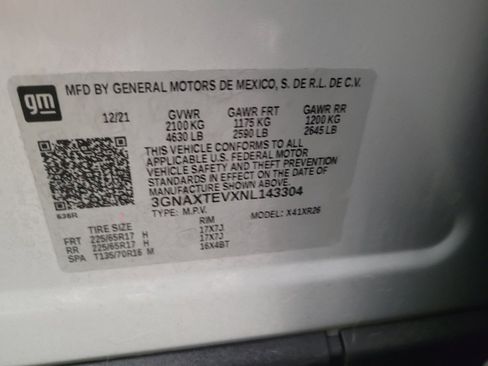 gm
MFD BY GENERAL MOTORS DE MEXICO, S. DE R.L. DE C.V.
12/21 GVWR GAWR FRT GAWR RR
2100 KG 1175 KG 1200 KG
4630 LB 2590 LB 2645 LB
THIS VEHICLE CONFORMS TO ALL
APPLICABLE U.S. FEDERAL MOTOR
VEHICLE SAFETY AND THEFT PREVENTION
STANDARDS IN EFFECT ON THE DATE OF
MANUFACTURE SHOWN ABOVE.
3GNAXTEVXNL143304
TYPE: M.P.V. MODEL: X41XR26
636R
TIRE SIZE RIM
FRT 225/65R17 H 17X7J
RR 225/65R17 H 17X7J
SPA T135/70R16 M 16X4BT